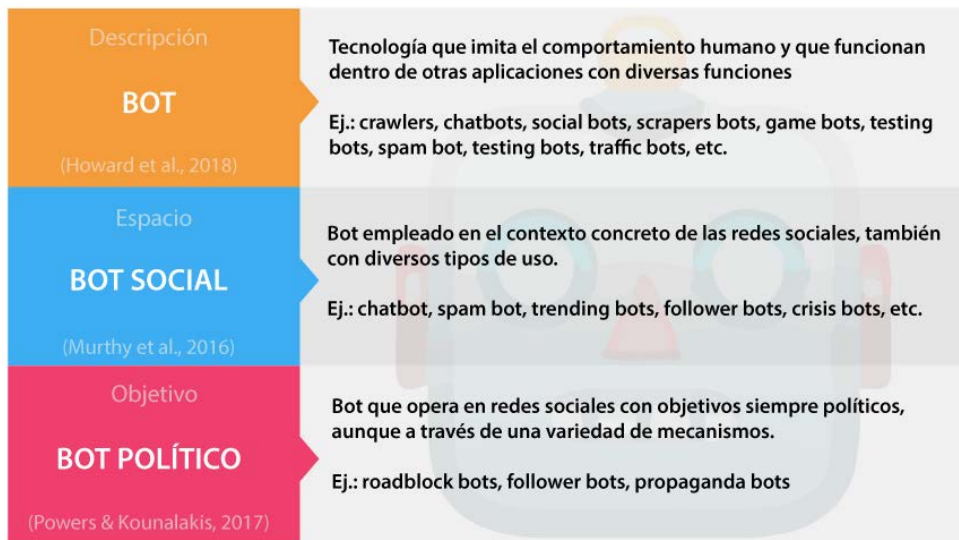 Descripción
BOT
(Howard et al., 2018)
Tecnología que imita el comportamiento humano y que funcionan
dentro de otras aplicaciones con diversas funciones
Ej.: crawlers, chatbots, social bots, scrapers bots, game bots, testing
bots, spam bot, testing bots, traffic bots, etc.
Espacio
BOT SOCIAL
(Murthy et al., 2016)
Bot empleado en el contexto concreto de las redes sociales, también
con diversos tipos de uso.
Ej.: chatbot, spam bot, trending bots, follower bots, crisis bots, etc.
Objetivo
BOT POLÍTICO
(Powers & Kounalakis, 2017)
Bot que opera en redes sociales con objetivos siempre políticos,
aunque a través de una variedad de mecanismos.
Ej.: roadblock bots, follower bots, propaganda bots